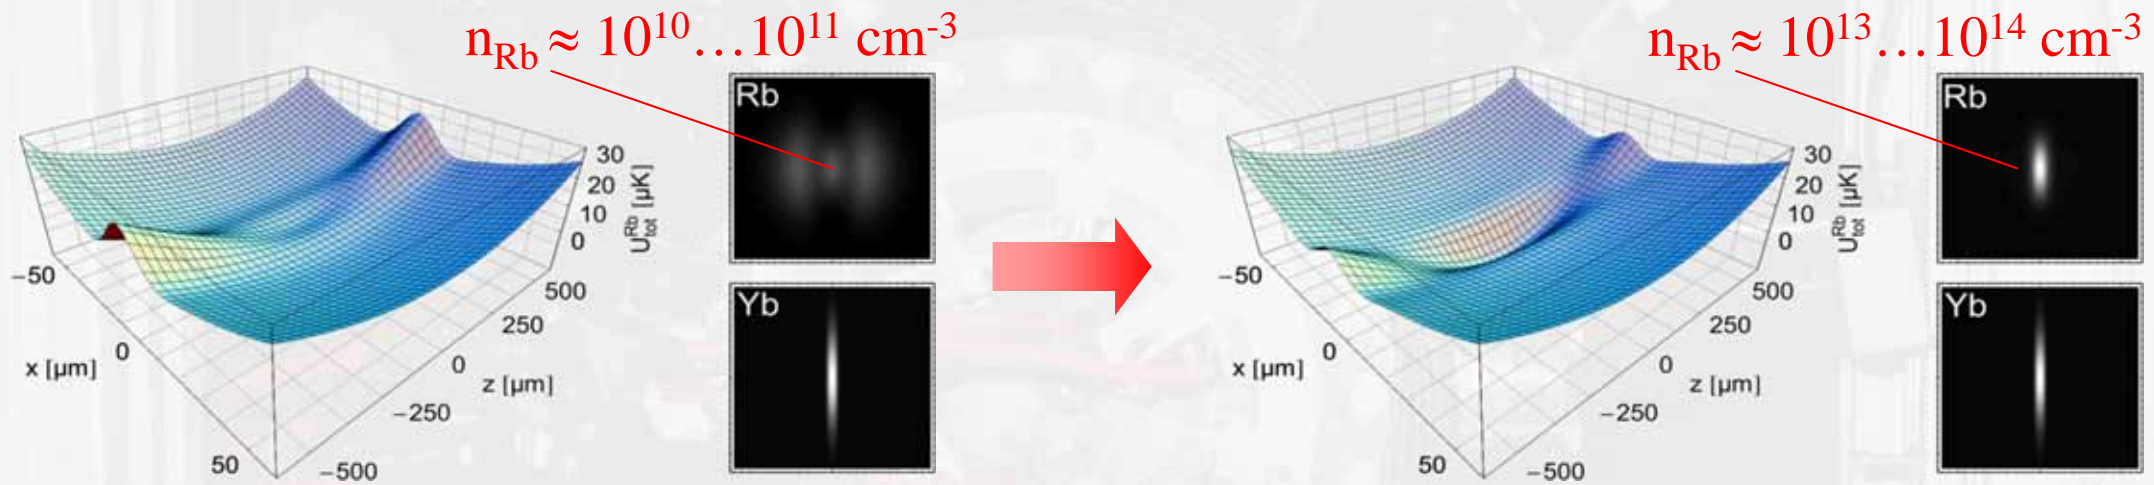 n_Rb ≈ 10^10…10^11 cm^-3
30
20
10
0
U_tot^Rb [µK]
−50
0
50
x [µm]
500
250
0
−250
−500
z [µm]
Rb
Yb
n_Rb ≈ 10^13…10^14 cm^-3
30
20
10
0
U_tot^Rb [µK]
−50
0
50
x [µm]
500
250
0
−250
−500
z [µm]
Rb
Yb